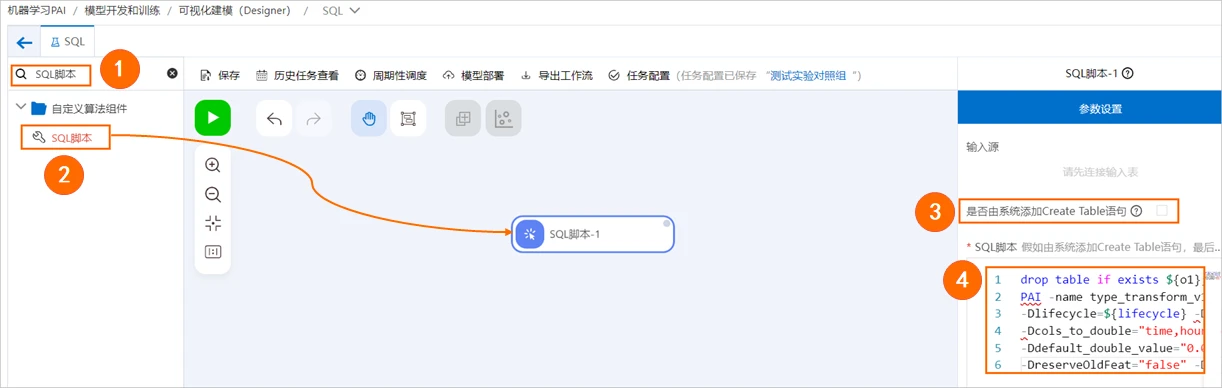 机器学习PAI / 模型开发和训练 / 可视化建模（Designer） / SQL
SQL
SQL脚本
1
保存
历史任务查看
周期性调度
模型部署
导出工作流
任务配置 (任务配置已保存 “测试实验对照组 ”)
SQL脚本-1
自定义算法组件
SQL脚本
2
1:1
SQL脚本-1
参数设置
输入源
请先连接输入表
3
是否由系统添加Create Table语句
* SQL脚本 假如由系统添加Create Table语句，最后...
4
1 drop table if exists ${o1}
2 PAI -name type_transform_v
3 -Dlifecycle=${lifecycle} -
4 -Dcols_to_double="time,hour
5 -Ddefault_double_value="0.
6 -DreserveOldFeat="false" -